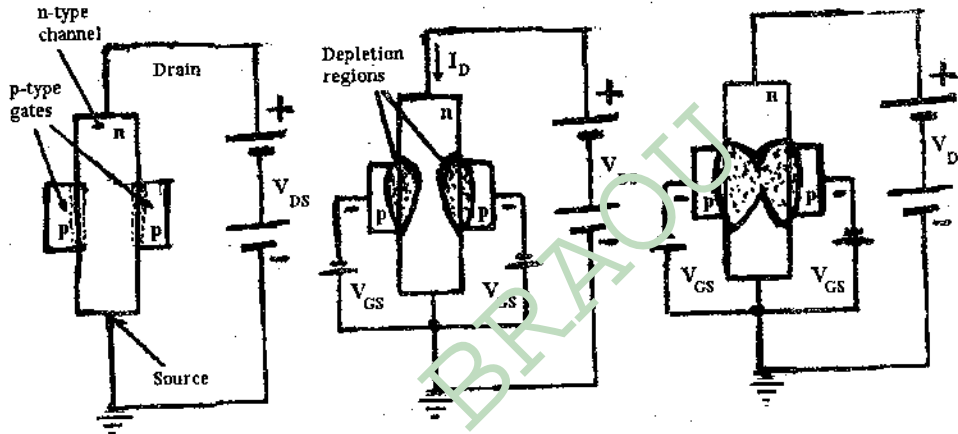 n-type
channel
Drain
p-type
gates
n
+
V
DS
P
P
−
Source
Depletion
regions
I
D
n
+
V
−
P
−
P
−
V
GS
V
GS
n
+
V
D
−
p
−
p
−
V
GS
V
GS
BRAOU